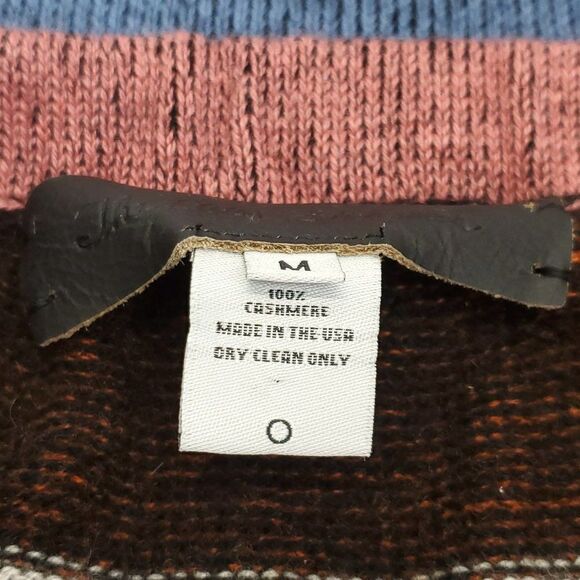 M
100%
CASHMERE
MADE IN THE USA
DRY CLEAN ONLY
O